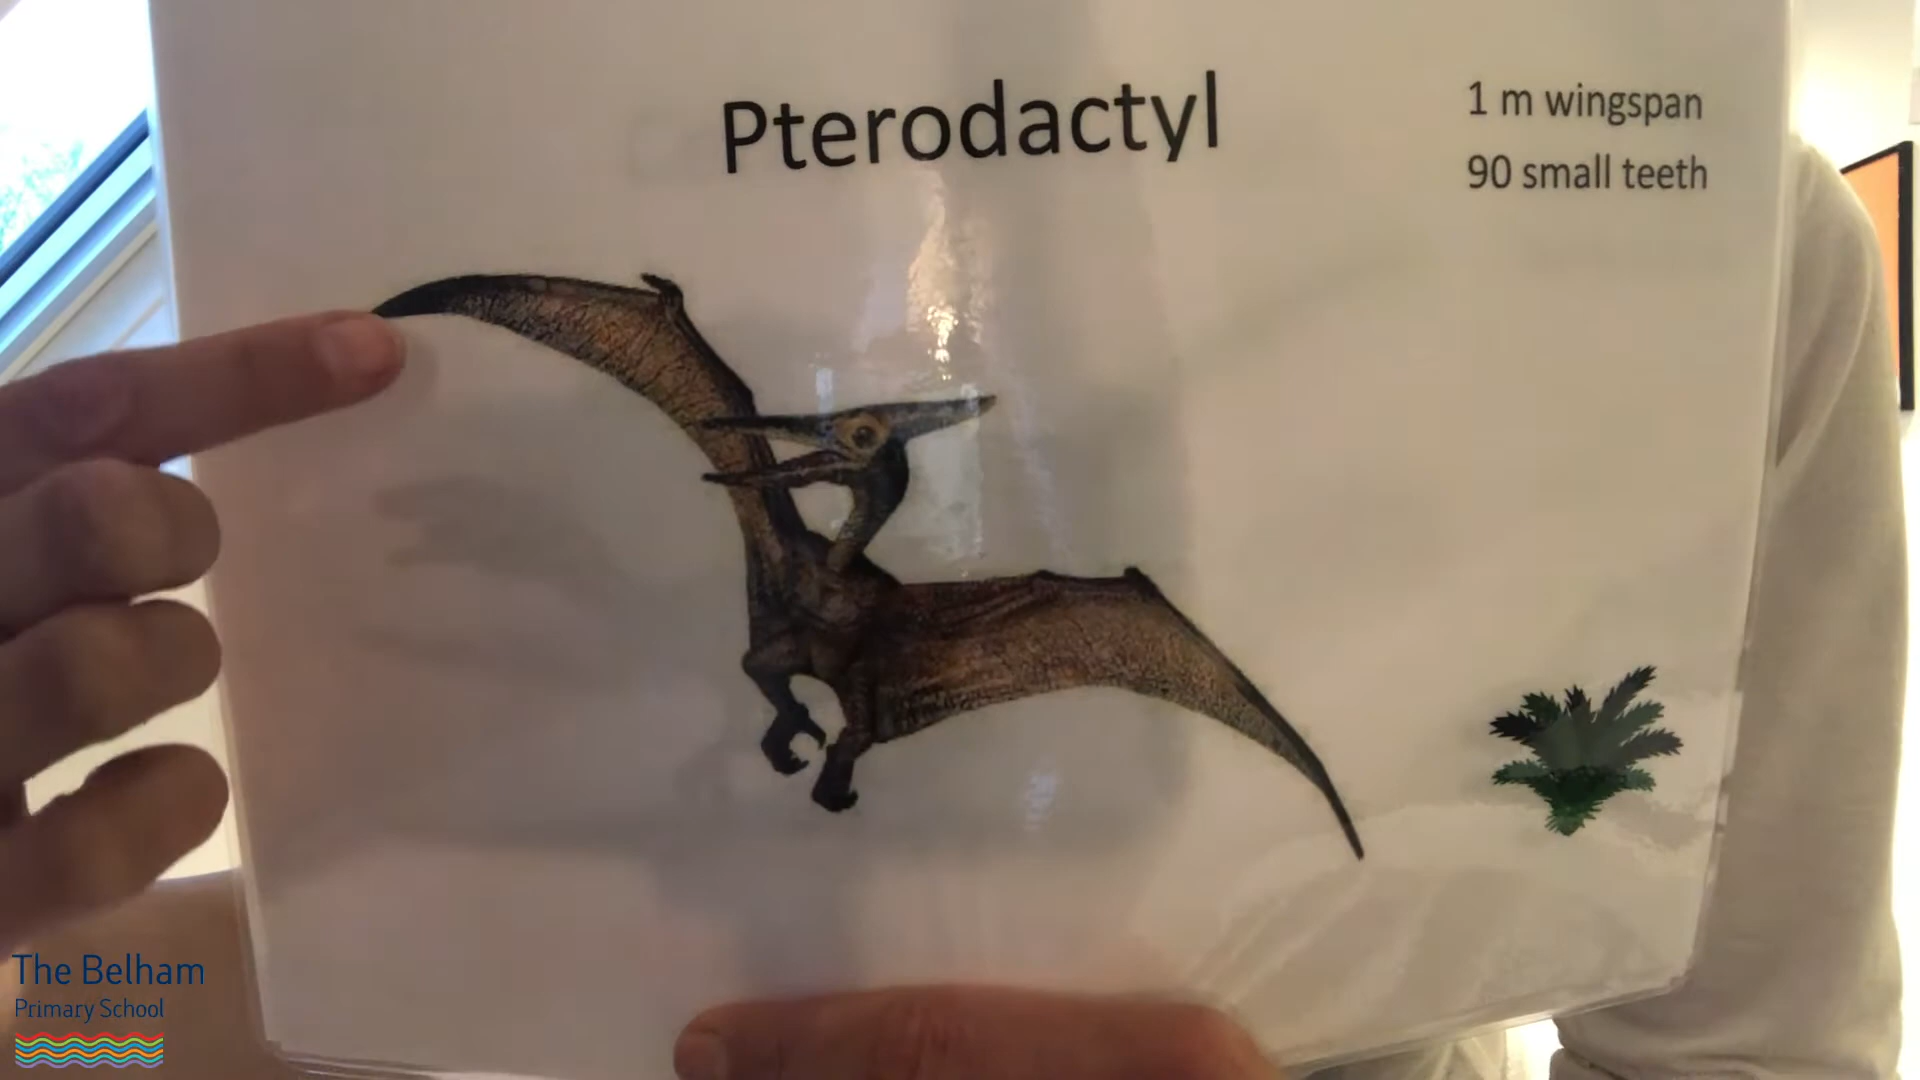 Pterodactyl
1 m wingspan
90 small teeth
The Belham
Primary School